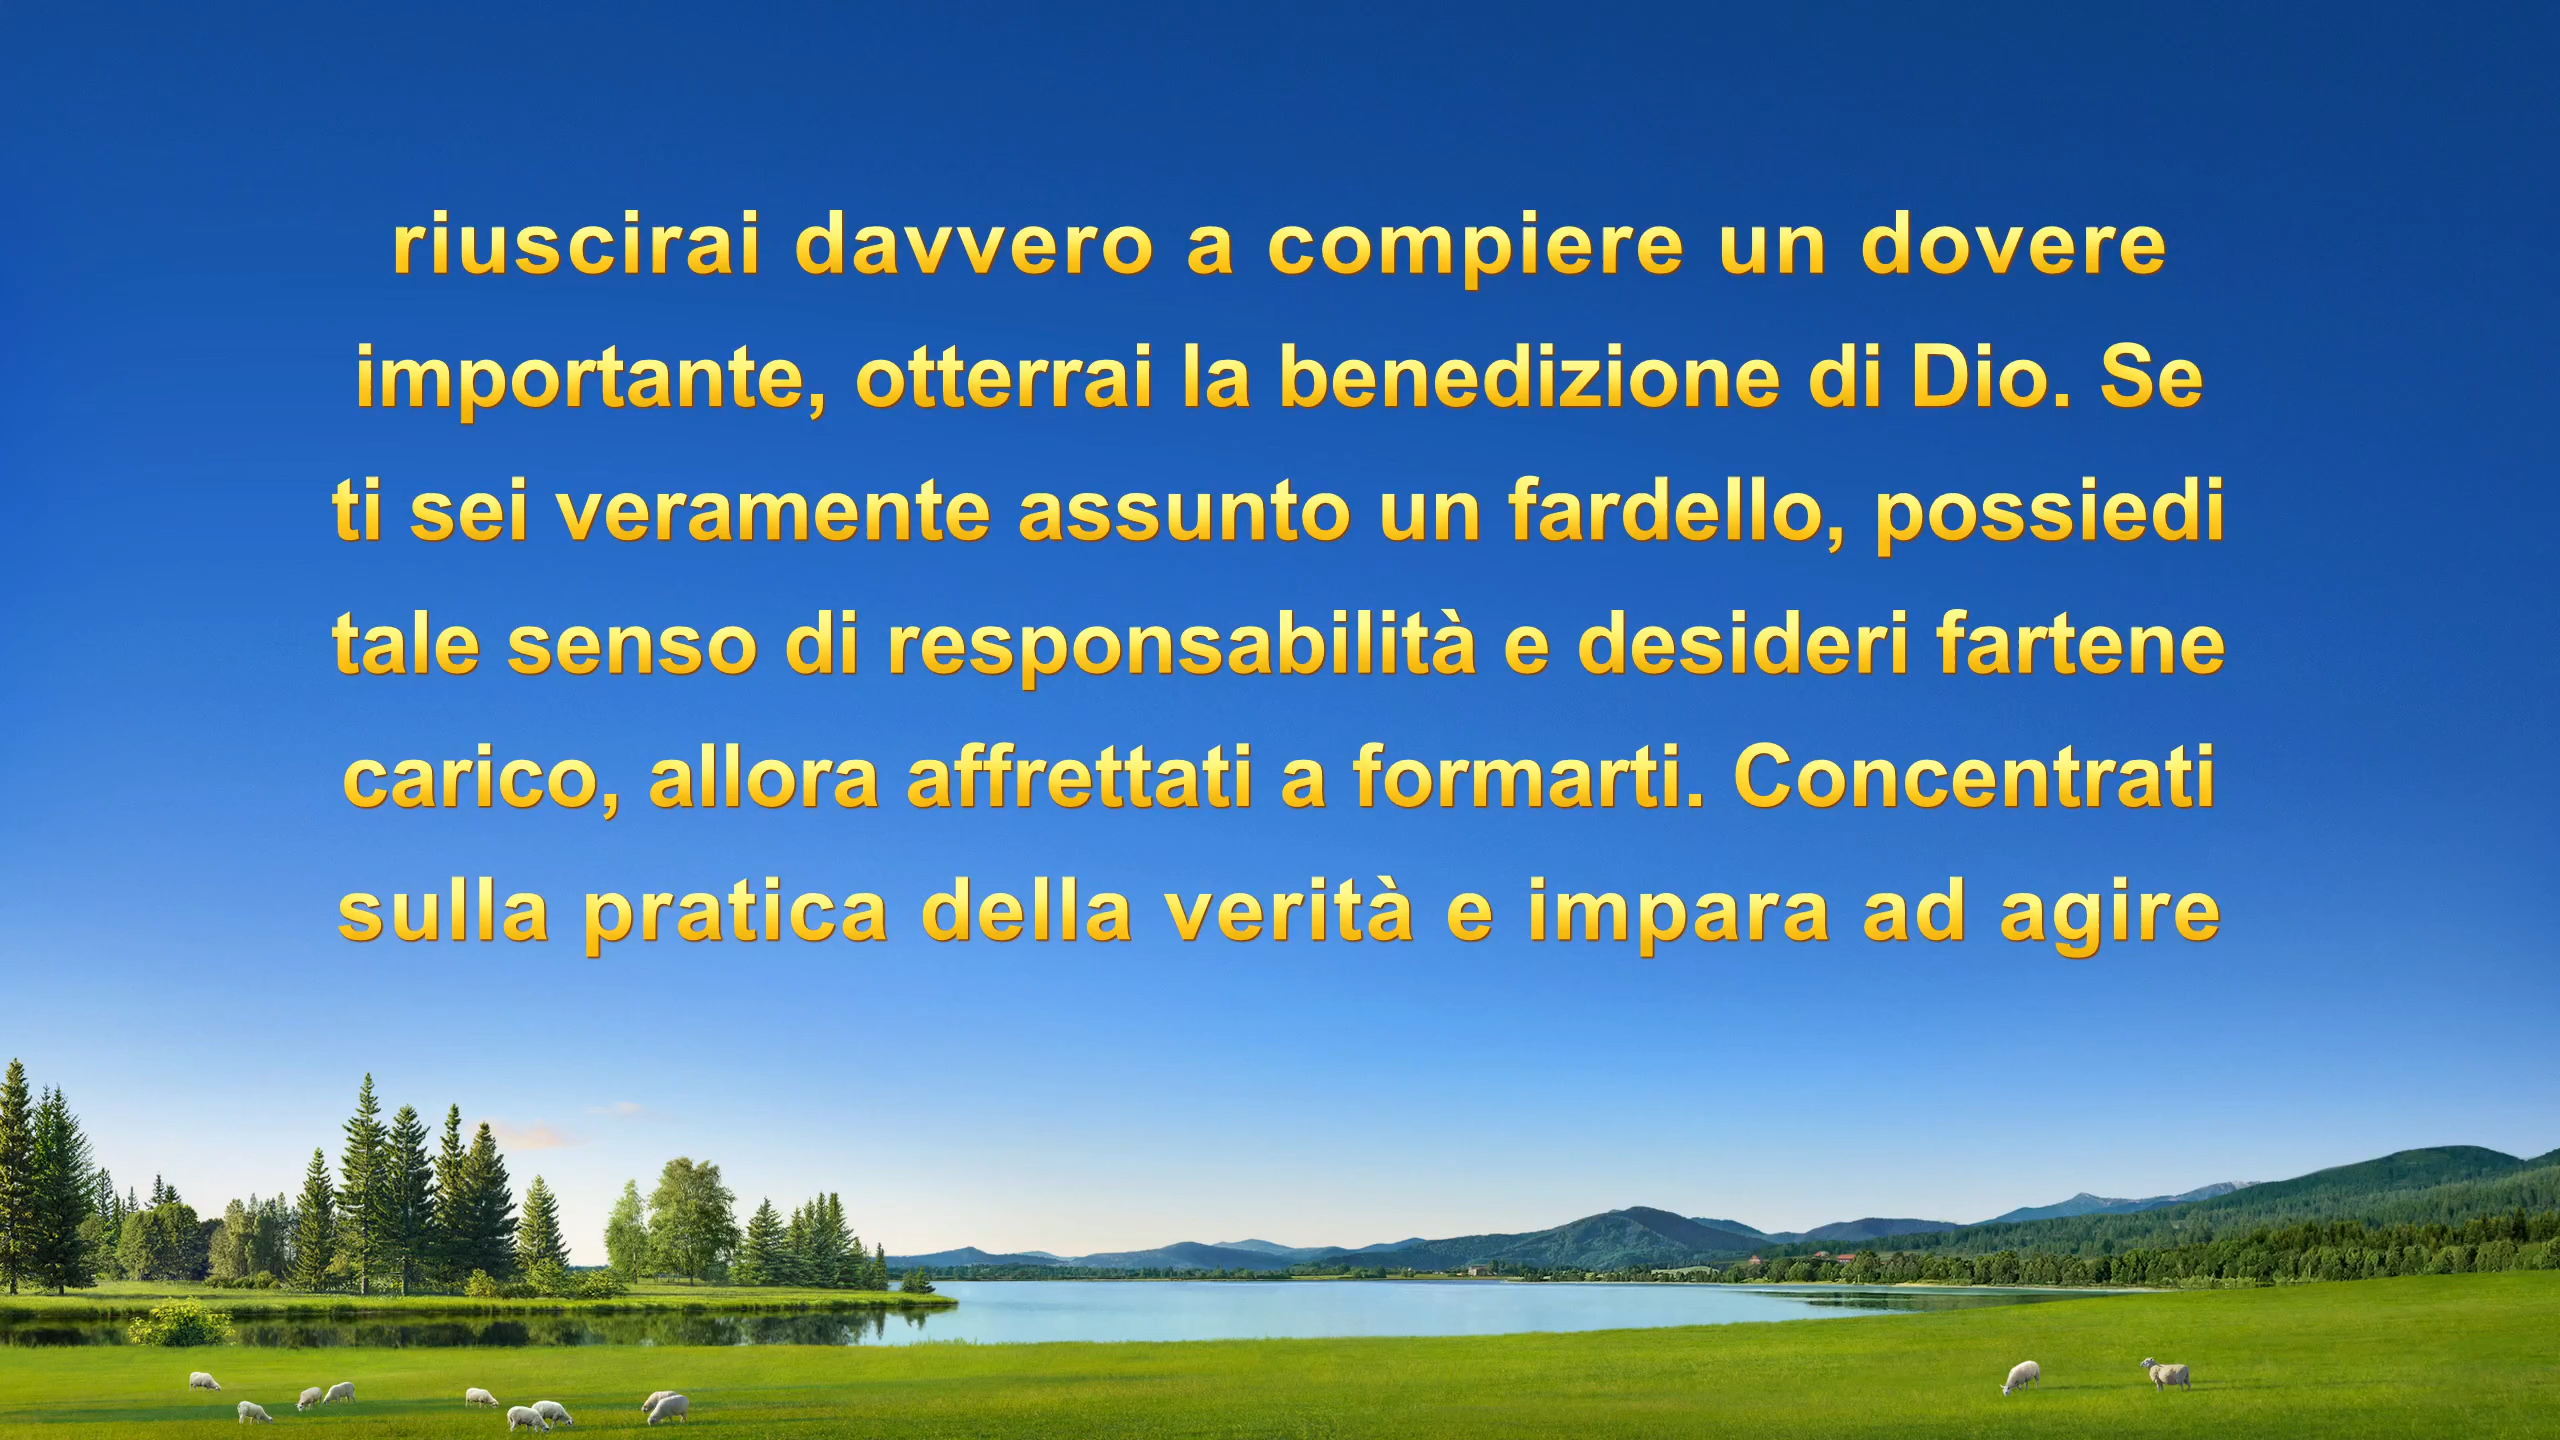 riuscirai davvero a compiere un dovere
importante, otterrai la benedizione di Dio. Se
ti sei veramente assunto un fardello, possiedi
tale senso di responsabilità e desideri fartene
carico, allora affrettati a formarti. Concentrati
sulla pratica della verità e impara ad agire